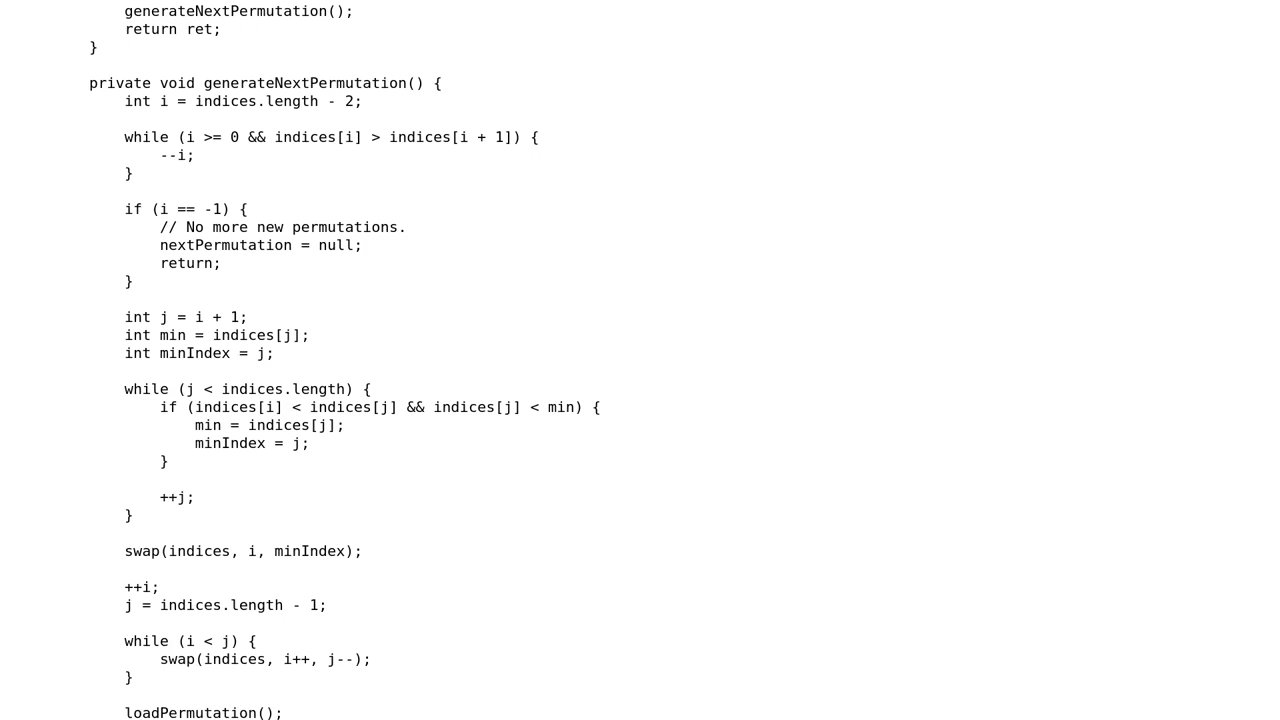 generateNextPermutation();
            return ret;
        }

        private void generateNextPermutation() {
            int i = indices.length - 2;

            while (i >= 0 && indices[i] > indices[i + 1]) {
                --i;
            }

            if (i == -1) {
                // No more new permutations.
                nextPermutation = null;
                return;
            }

            int j = i + 1;
            int min = indices[j];
            int minIndex = j;

            while (j < indices.length) {
                if (indices[i] < indices[j] && indices[j] < min) {
                    min = indices[j];
                    minIndex = j;
                }

                ++j;
            }

            swap(indices, i, minIndex);

            ++i;
            j = indices.length - 1;

            while (i < j) {
                swap(indices, i++, j--);
            }

            loadPermutation();